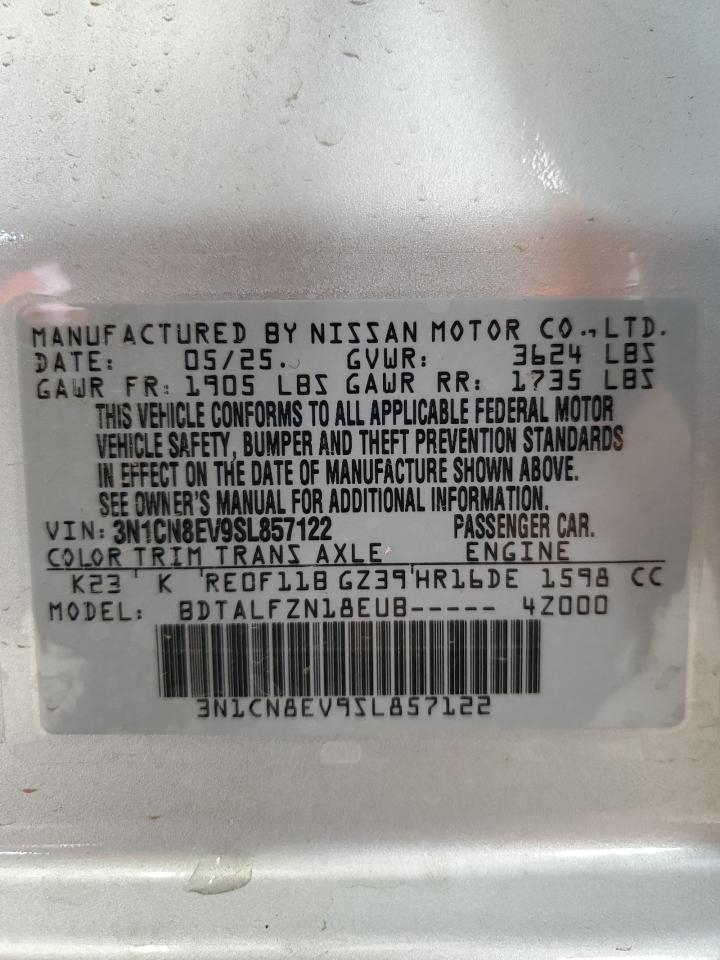 MANUFACTURED BY NISSAN MOTOR CO., LTD.
DATE: 05/25. GVWR: 3624 LBS
GAWR FR: 1905 LBS GAWR RR: 1735 LBS
THIS VEHICLE CONFORMS TO ALL APPLICABLE FEDERAL MOTOR
VEHICLE SAFETY, BUMPER AND THEFT PREVENTION STANDARDS
IN EFFECT ON THE DATE OF MANUFACTURE SHOWN ABOVE.
SEE OWNER'S MANUAL FOR ADDITIONAL INFORMATION.
VIN: 3N1CN8EV9SL857122 PASSENGER CAR.
COLOR TRIM TRANS AXLE ENGINE
K23 K RE0F11B GZ39 HR16DE 1598 CC
MODEL: BDTALFZN18EUB----- 4Z000
3N1CN8EV9SL857122